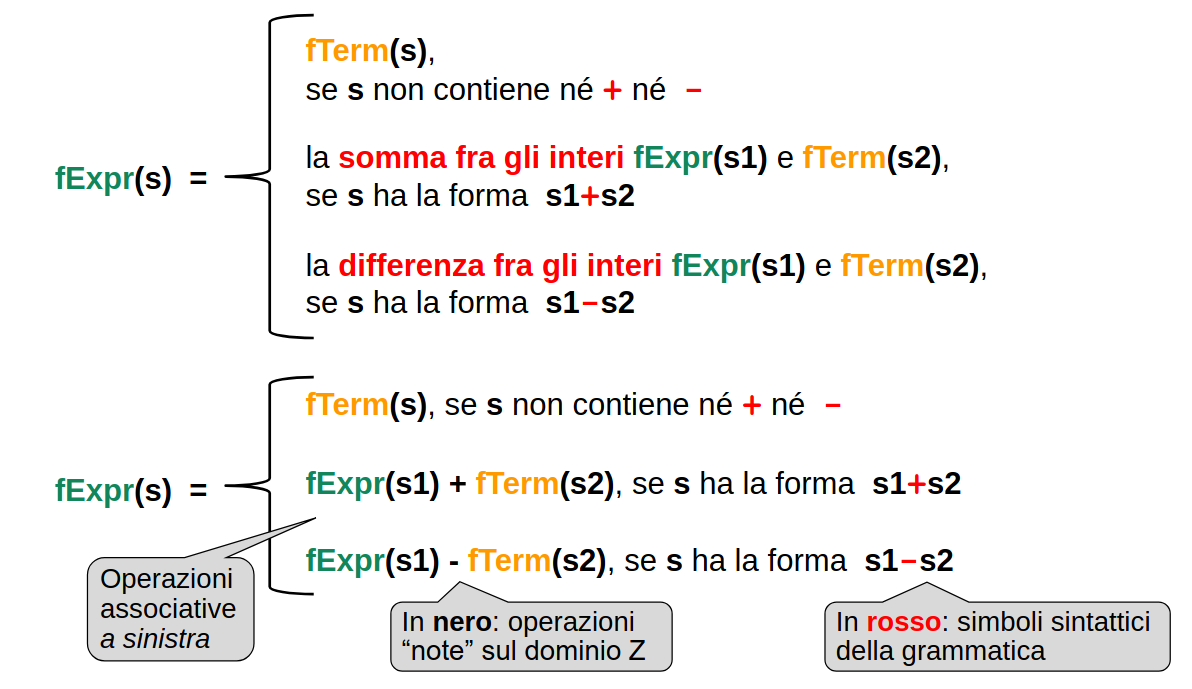 fTerm(s),
se s non contiene né + né -
la somma fra gli interi fExpr(s1) e fTerm(s2),
fExpr(s) =
se s ha la forma s1+s2
la differenza fra gli interi fExpr(s1) e fTerm(s2),
se s ha la forma s1-s2
fTerm(s), se s non contiene né + né -
fExpr(s) =
fExpr(s1) + fTerm(s2), se s ha la forma s1+s2
fExpr(s1) - fTerm(s2), se s ha la forma s1-s2
Operazioni
associative
a sinistra
In nero: operazioni
“note” sul dominio Z
In rosso: simboli sintattici
della grammatica